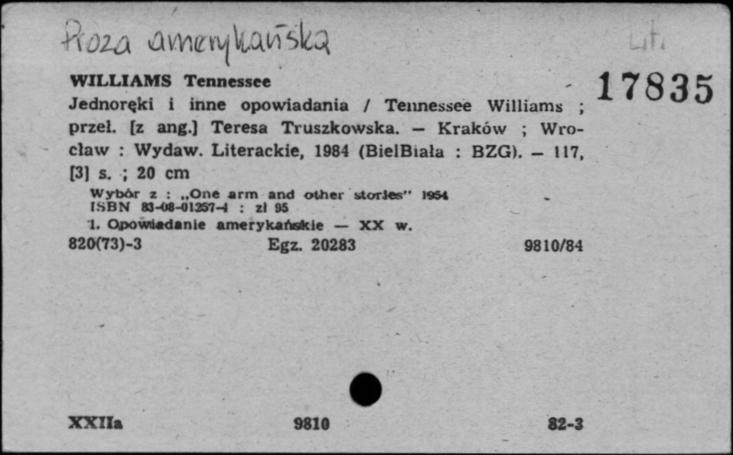 Proza amerykańska
Lit.
17835
WILLIAMS Tennessee
Jednoręki i inne opowiadania / Tennessee Williams ;
przeł. [z ang.] Teresa Truszkowska. — Kraków ; Wro-
cław : Wydaw. Literackie, 1984 (BielBiała : BZG). — 117,
[3] s. ; 20 cm
Wybór z : „One arm and other stories" 1954
ISBN 83-08-01257-4 : zł 95
1. Opowiadanie amerykańskie — XX w.
820(73)-3 Egz. 20283 9810/84
XXIIa 9810 82-3